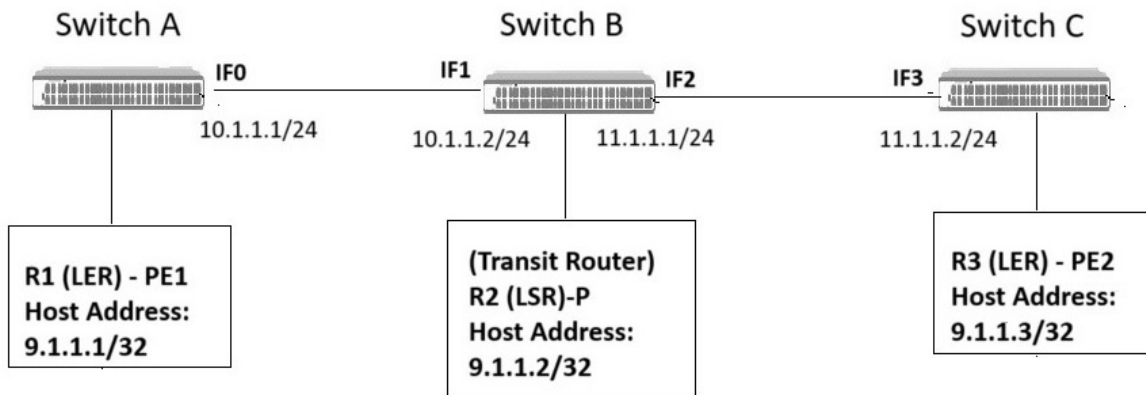 Switch A
Switch B
Switch C
IF0
IF1
IF2
IF3
10.1.1.1/24
10.1.1.2/24
11.1.1.1/24
11.1.1.2/24
R1 (LER) - PE1
Host Address:
9.1.1.1/32
(Transit Router)
R2 (LSR)-P
Host Address:
9.1.1.2/32
R3 (LER) - PE2
Host Address:
9.1.1.3/32